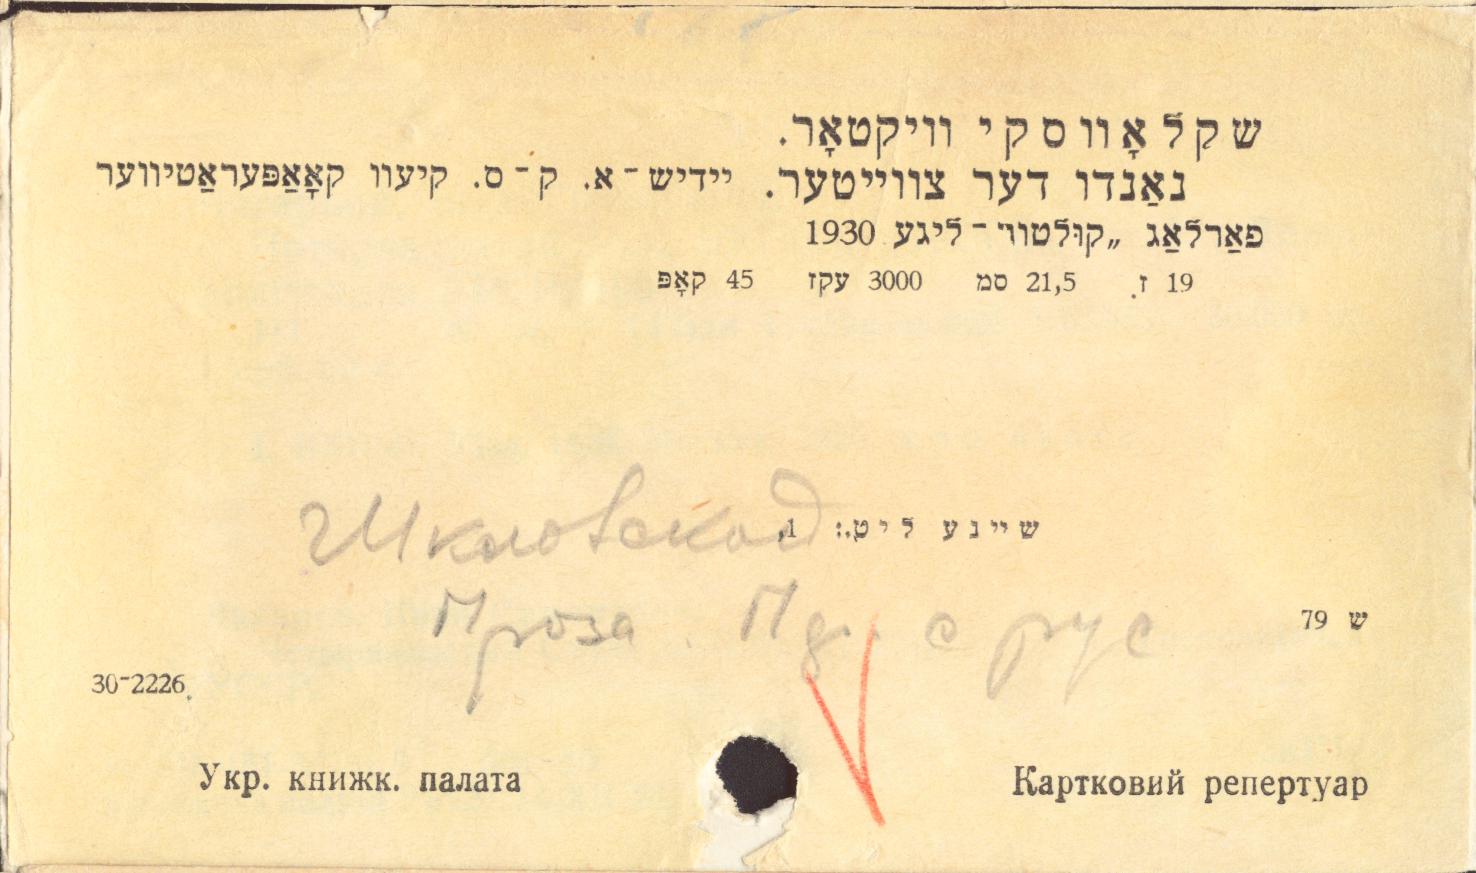 שקלאָווסקי וויקטאָר.
נאַנדו דער צווייטער. יידיש־א. ק־ס. קיעוו קאָאָפּעראַטיווער
פאַרלאַג „קולטור־ליגע 1930
19 ז. 21,5 סמ 3000 עקז 45 קאָפּ
שיינע ליט.: 1
Шкловской
Проза. Пд. с рус
ש 79
30-2226
Укр. книжк. палата
Картковий репертуар